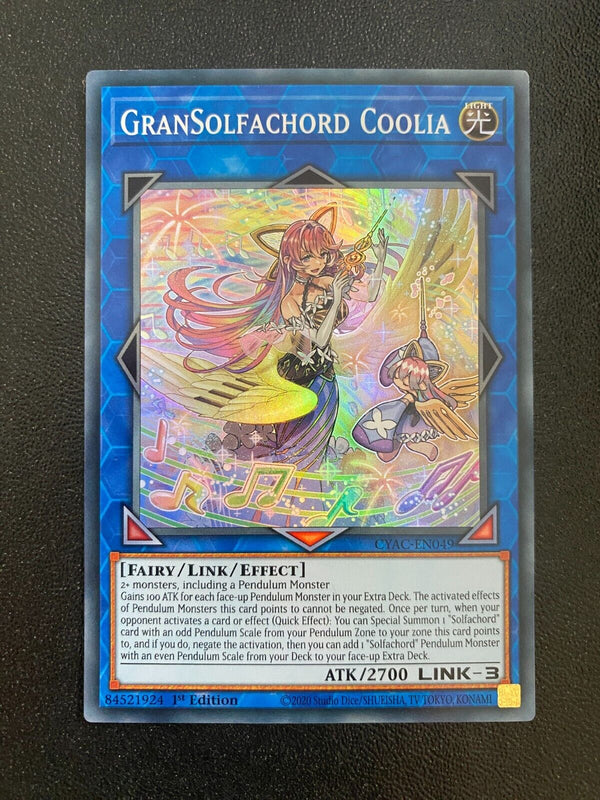 GranSolfachord Coolia
LIGHT
光
CYAC-EN049
[Fairy/Link/Effect]
2+ monsters, including a Pendulum Monster
Gains 100 ATK for each face-up Pendulum Monster in your Extra Deck. The activated effects
of Pendulum Monsters this card points to cannot be negated. Once per turn, when your
opponent activates a card or effect (Quick Effect): You can Special Summon 1 "Solfachord"
card with an odd Pendulum Scale from your Pendulum Zone to your zone this card points
to, and if you do, negate the activation, then you can add 1 "Solfachord" Pendulum Monster
with an even Pendulum Scale from your Deck to your face-up Extra Deck.
ATK/2700 LINK-3
84521924 1st Edition ©2020 Studio Dice/SHUEISHA, TV TOKYO, KONAMI